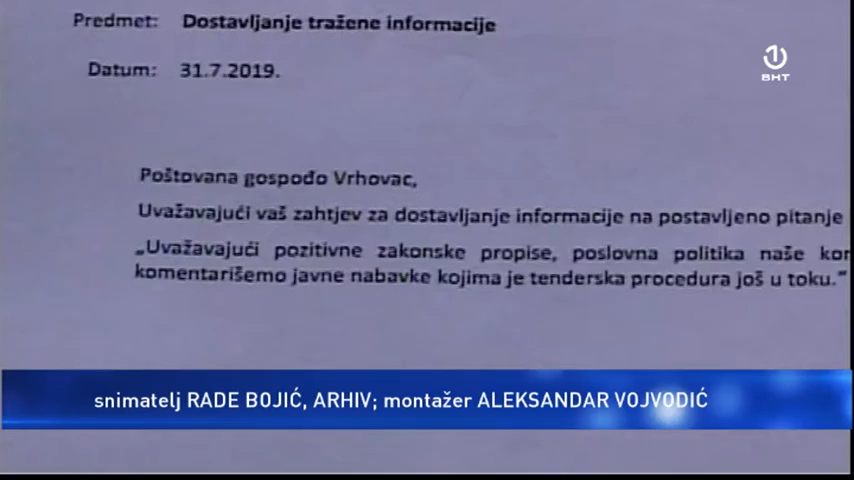 Predmet: Dostavljanje tražene informacije
BHT
Datum: 31.7.2019.
Poštovana gospođo Vrhovac,
Uvažavajući vaš zahtjev za dostavljanje informacije na postavljeno pitanje
„Uvažavajući pozitivne zakonske propise, poslovna politika naše
komentarišemo javne nabavke kojima je tenderska procedura još u toku.“
snimatelj RADE BOJIĆ, ARHIV; montažer ALEKSANDAR VOJVODIĆ